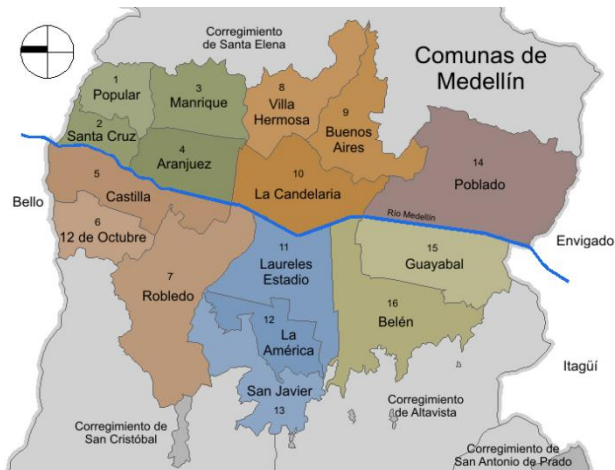 Corregimiento
de Santa Elena
Comunas de
Medellín
1
Popular
3
Manrique
8
Villa
Hermosa
9
Buenos
Aires
2
Santa Cruz
4
Aranjuez
14
Poblado
5
Castilla
10
La Candelaria
Bello
6
12 de Octubre
Río Medellín
Envigado
11
Laureles
Estadio
15
Guayabal
7
Robledo
16
Belén
12
La
América
Itagüí
San Javier
13
Corregimiento
de Altavista
Corregimiento de
San Cristóbal
Corregimiento de
San Antonio de Prado